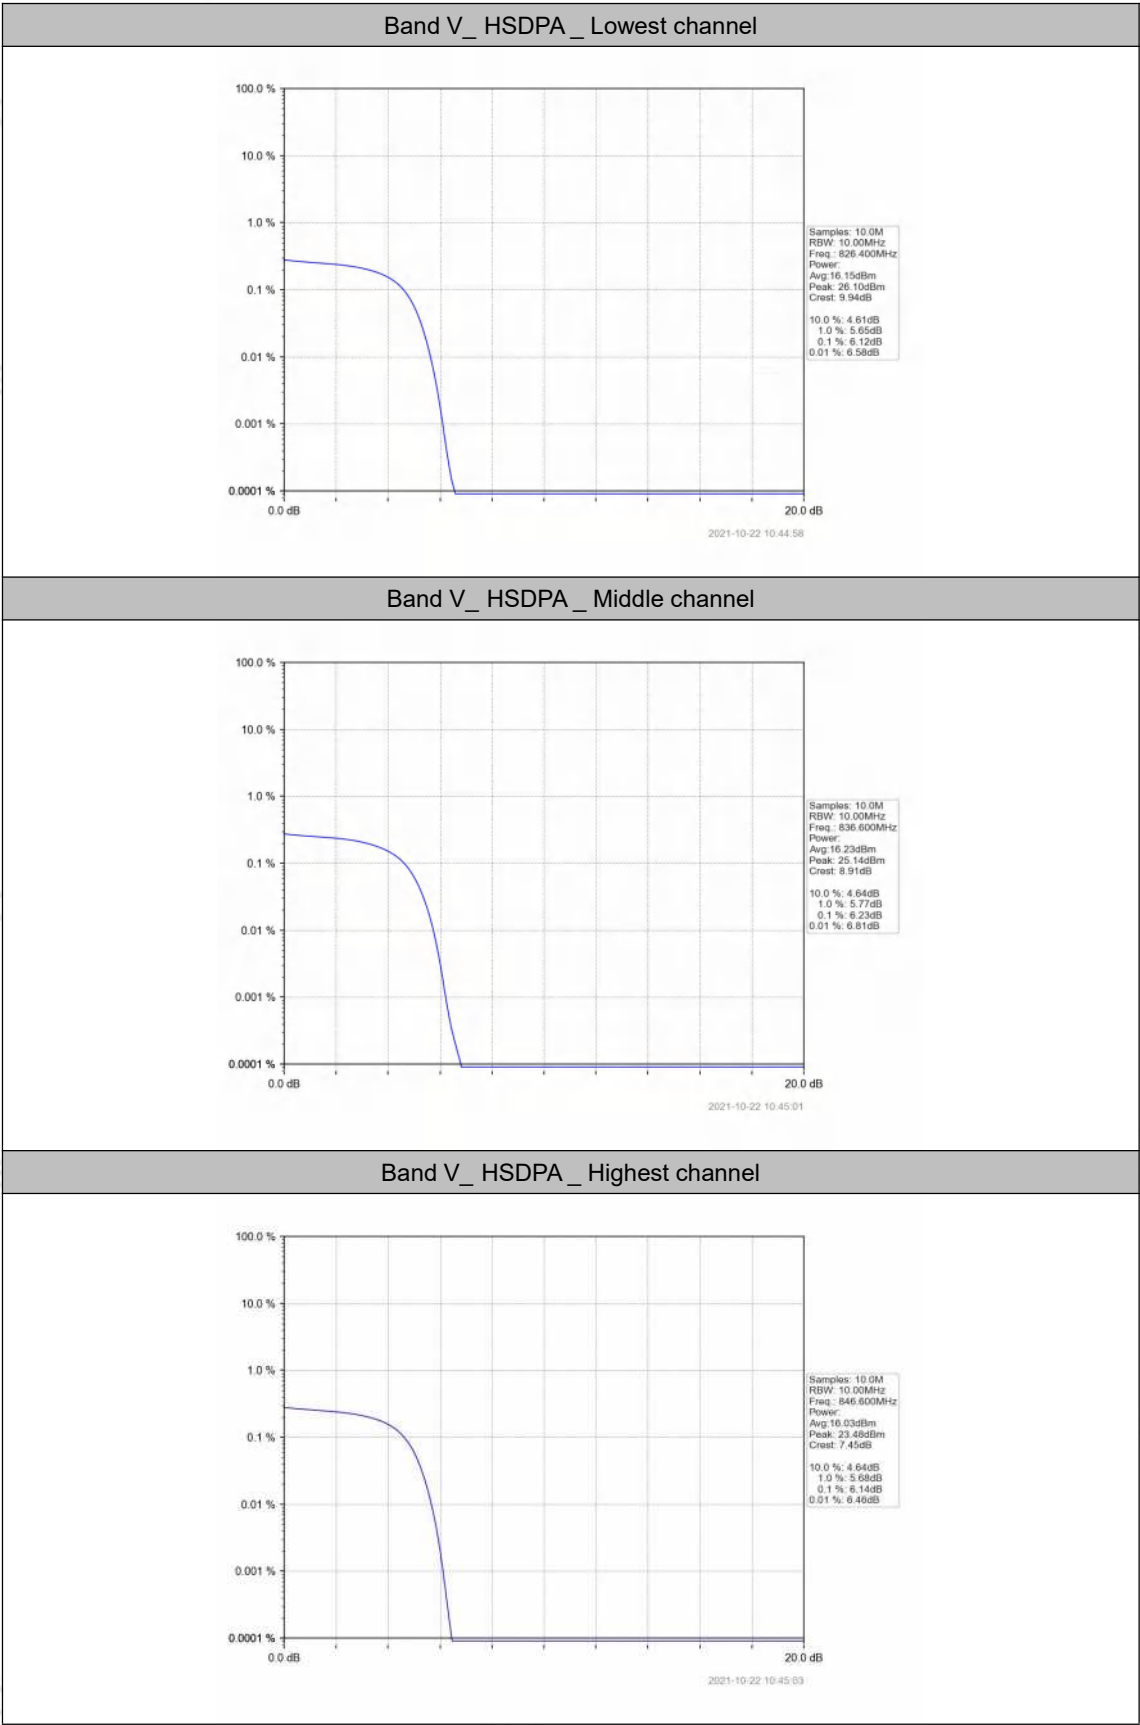 Band V_ HSDPA _ Lowest channel
100.0 %
10.0 %
1.0 %
0.1 %
0.01 %
0.001 %
0.0001 %
0.0 dB
20.0 dB
Samples: 10.0M
RBW: 10.00MHz
Freq.: 826.400MHz
Power:
Avg:16.15dBm
Peak: 26.10dBm
Crest: 9.94dB
10.0 %: 4.61dB
1.0 %: 5.65dB
0.1 %: 6.12dB
0.01 %: 6.58dB
2021-10-22 10:44:58
Band V_ HSDPA _ Middle channel
100.0 %
10.0 %
1.0 %
0.1 %
0.01 %
0.001 %
0.0001 %
0.0 dB
20.0 dB
Samples: 10.0M
RBW: 10.00MHz
Freq.: 836.600MHz
Power:
Avg:16.23dBm
Peak: 25.14dBm
Crest: 8.91dB
10.0 %: 4.64dB
1.0 %: 5.77dB
0.1 %: 6.23dB
0.01 %: 6.81dB
2021-10-22 10:45:01
Band V_ HSDPA _ Highest channel
100.0 %
10.0 %
1.0 %
0.1 %
0.01 %
0.001 %
0.0001 %
0.0 dB
20.0 dB
Samples: 10.0M
RBW: 10.00MHz
Freq.: 846.600MHz
Power:
Avg:16.03dBm
Peak: 23.48dBm
Crest: 7.45dB
10.0 %: 4.64dB
1.0 %: 5.68dB
0.1 %: 6.14dB
0.01 %: 6.46dB
2021-10-22 10:45:03